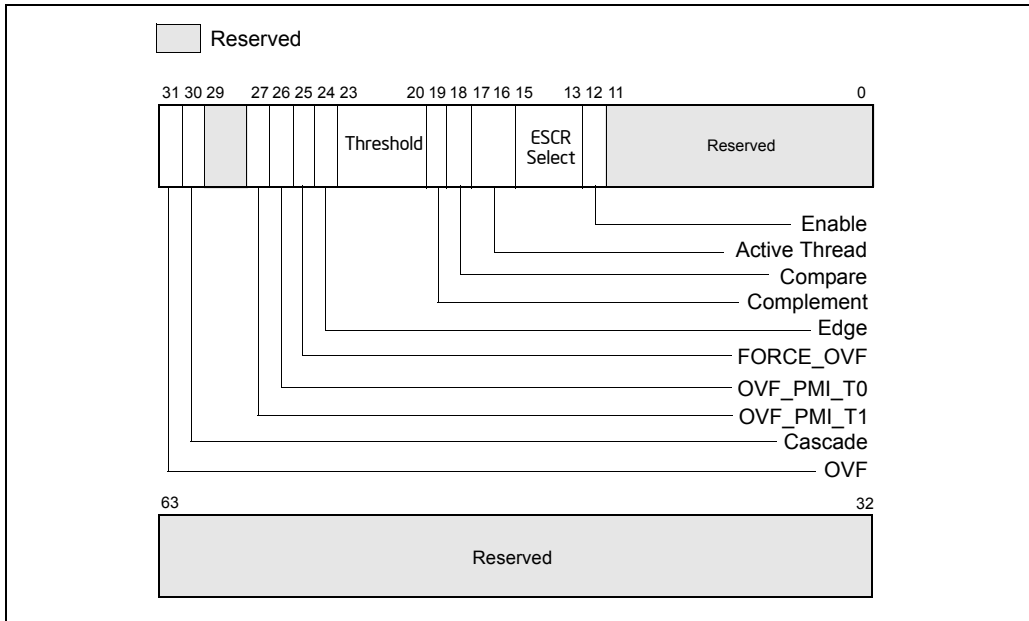 Reserved
31 30 29 27 26 25 24 23 20 19 18 17 16 15 13 12 11 0
Threshold ESCR Select Reserved
Enable
Active Thread
Compare
Complement
Edge
FORCE_OVF
OVF_PMI_T0
OVF_PMI_T1
Cascade
OVF
63 32
Reserved